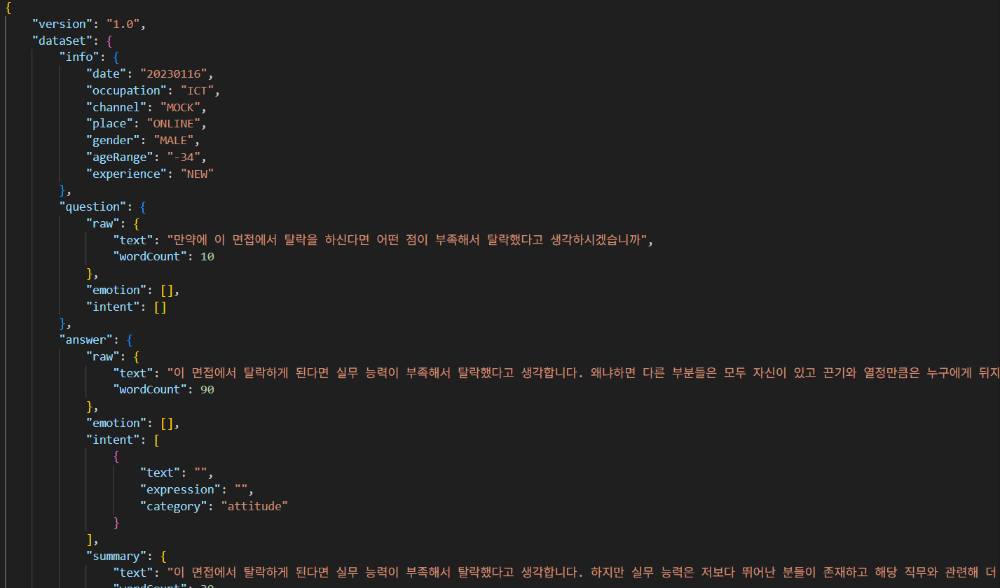 {
"version": "1.0",
"dataSet": {
"info": {
"date": "20230116",
"occupation": "ICT",
"channel": "MOCK",
"place": "ONLINE",
"gender": "MALE",
"ageRange": "-34",
"experience": "NEW"
},
"question": {
"raw": {
"text": "만약에 이 면접에서 탈락을 하신다면 어떤 점이 부족해서 탈락했다고 생각하시겠습니까",
"wordCount": 10
},
"emotion": [],
"intent": []
},
"answer": {
"raw": {
"text": "이 면접에서 탈락하게 된다면 실무 능력이 부족해서 탈락했다고 생각합니다. 왜냐하면 다른 부분들은 모두 자신이 있고 끈기와 열정만큼은 누구에게 뒤지
"wordCount": 90
},
"emotion": [],
"intent": [
{
"text": "",
"expression": "",
"category": "attitude"
}
],
"summary": {
"text": "이 면접에서 탈락하게 된다면 실무 능력이 부족해서 탈락했다고 생각합니다. 하지만 실무 능력은 저보다 뛰어난 분들이 존재하고 해당 직무와 관련해 더
"wordCount":